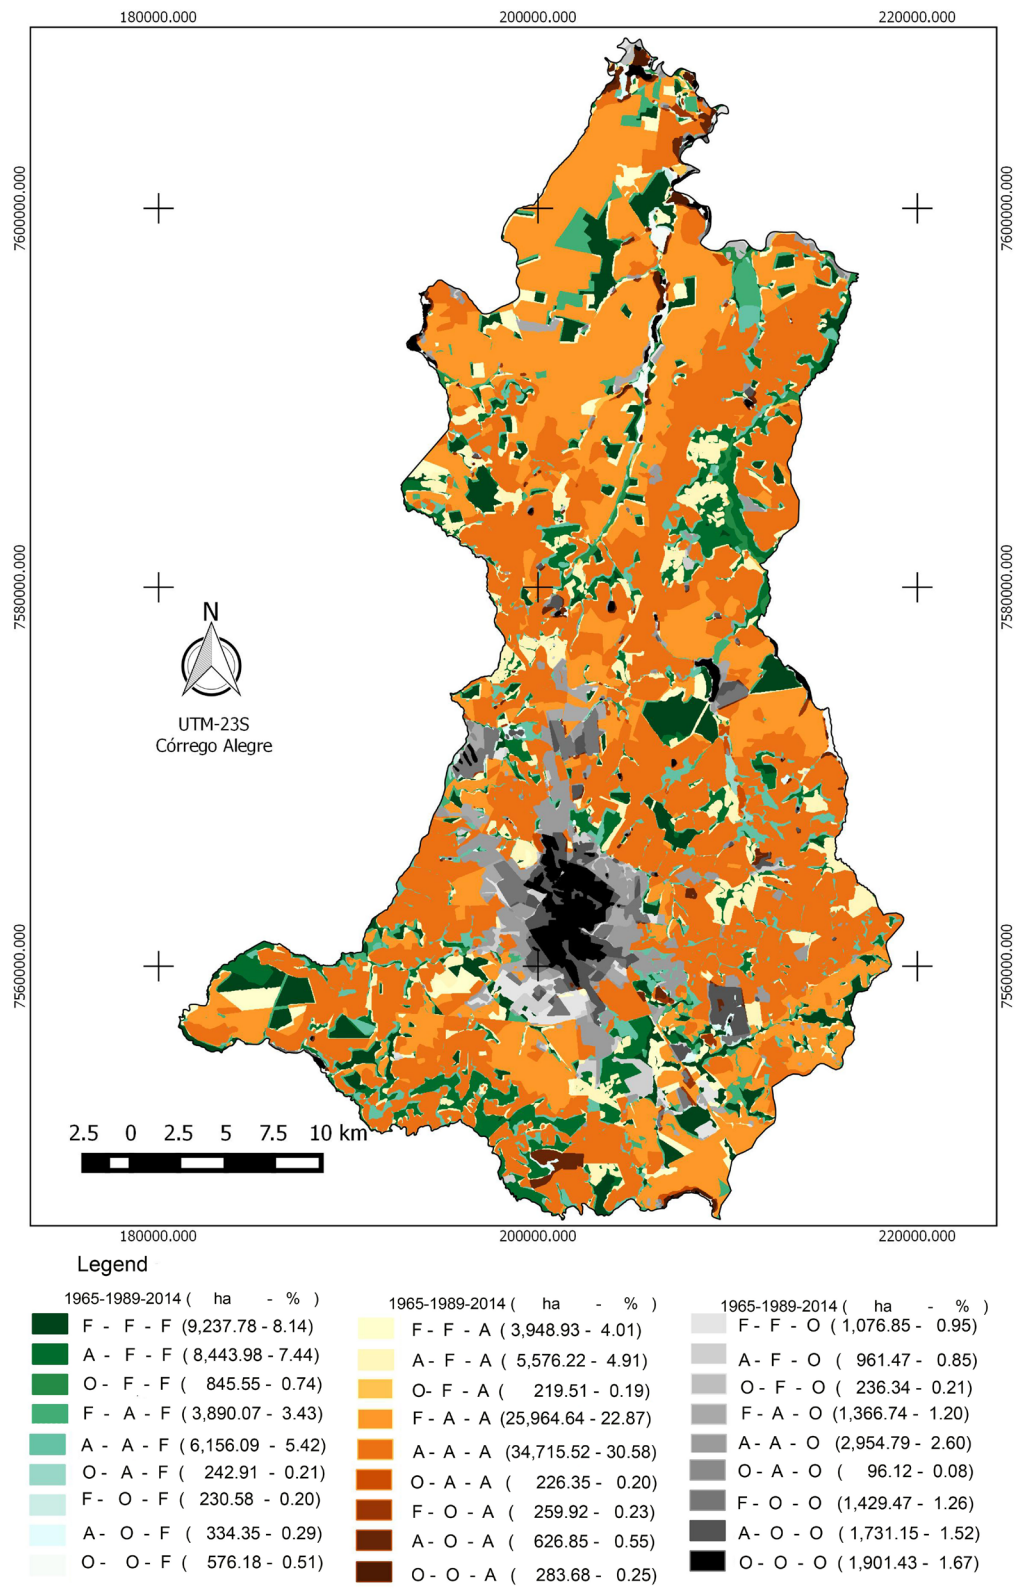 180000.000 200000.000 220000.000
7600000.000 7600000.000
7580000.000 7580000.000
N
UTM-23S
Córrego Alegre
7560000.000 7560000.000
2.5 0 2.5 5 7.5 10 km
180000.000 200000.000 220000.000
Legend
1965-1989-2014 ( ha - % )
F - F - F (9,237.78 - 8.14)
A - F - F (8,443.98 - 7.44)
O - F - F ( 845.55 - 0.74)
F - A - F (3,890.07 - 3.43)
A - A - F (6,156.09 - 5.42)
O - A - F ( 242.91 - 0.21)
F - O - F ( 230.58 - 0.20)
A - O - F ( 334.35 - 0.29)
O - O - F ( 576.18 - 0.51)
1965-1989-2014 ( ha - % )
F - F - A ( 3,948.93 - 4.01)
A - F - A ( 5,576.22 - 4.91)
O- F - A ( 219.51 - 0.19)
F - A - A (25,964.64 - 22.87)
A - A - A (34,715.52 - 30.58)
O - A - A ( 226.35 - 0.20)
F - O - A ( 259.92 - 0.23)
A - O - A ( 626.85 - 0.55)
O - O - A ( 283.68 - 0.25)
1965-1989-2014 ( ha - % )
F - F - O ( 1,076.85 - 0.95)
A - F - O ( 961.47 - 0.85)
O - F - O ( 236.34 - 0.21)
F - A - O (1,366.74 - 1.20)
A - A - O (2,954.79 - 2.60)
O - A - O ( 96.12 - 0.08)
F - O - O (1,429.47 - 1.26)
A - O - O (1,731.15 - 1.52)
O - O - O (1,901.43 - 1.67)